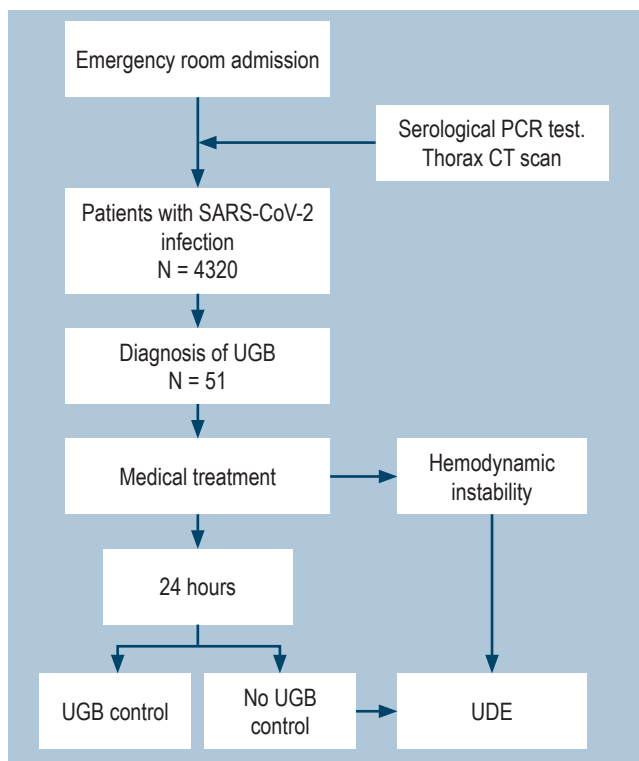 Emergency room admission
Serological PCR test.
Thorax CT scan
Patients with SARS-CoV-2
infection
N = 4320
Diagnosis of UGB
N = 51
Medical treatment
Hemodynamic
instability
24 hours
UGB control
No UGB
control
UDE